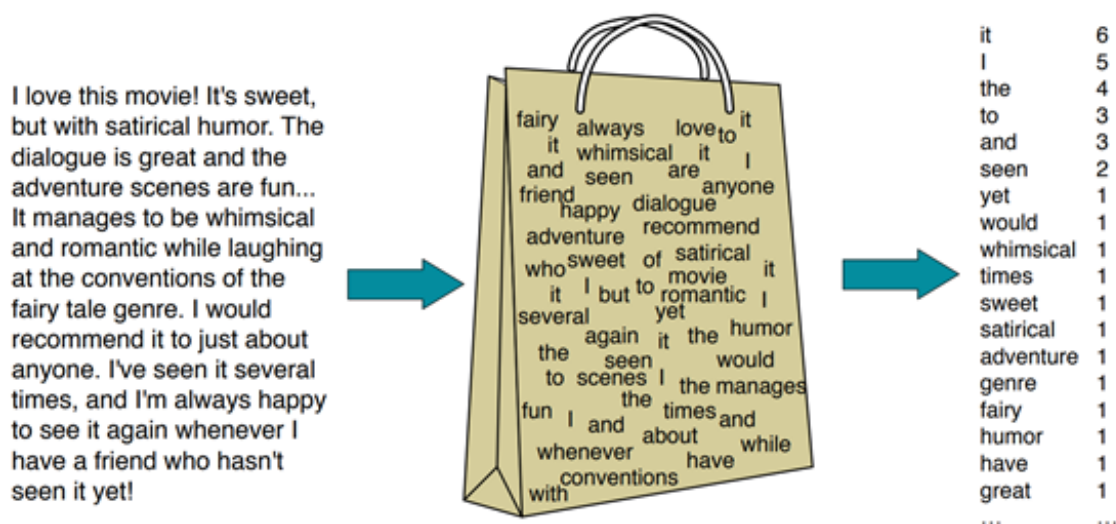 I love this movie! It's sweet,
but with satirical humor. The
dialogue is great and the
adventure scenes are fun...
It manages to be whimsical
and romantic while laughing
at the conventions of the
fairy tale genre. I would
recommend it to just about
anyone. I've seen it several
times, and I'm always happy
to see it again whenever I
have a friend who hasn't
seen it yet!
fairy always love to it
it whimsical it I
and seen are anyone
friend happy dialogue
adventure recommend
who sweet of satirical
it I but to movie it
romantic I
several yet
again it the humor
the seen would
to scenes I the manages
the times
fun I and and
about while
whenever have
conventions
with
it 6
I 5
the 4
to 3
and 3
seen 2
yet 1
would 1
whimsical 1
times 1
sweet 1
satirical 1
adventure 1
genre 1
fairy 1
humor 1
have 1
great 1
... ...